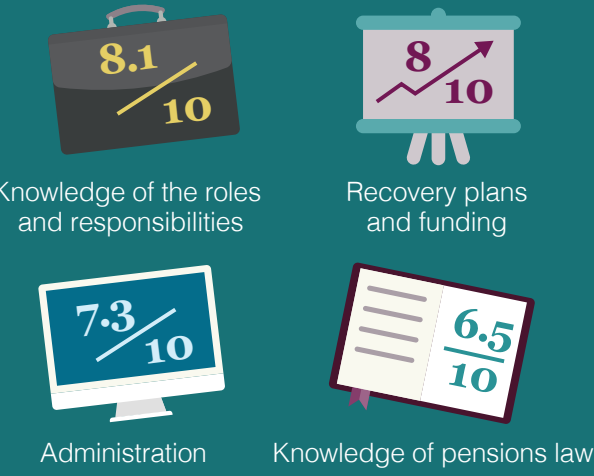 8.1
10
8
10
Knowledge of the roles
and responsibilities
Recovery plans
and funding
7.3
10
6.5
10
Administration
Knowledge of pensions law